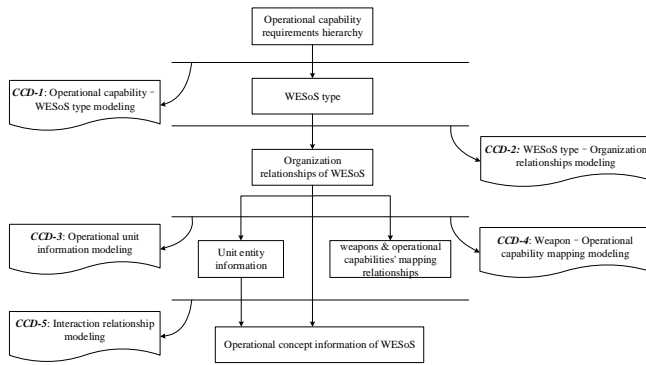 Operational capability
requirements hierarchy
CCD-1: Operational capability -
WESoS type modeling
WESoS type
CCD-2: WESoS type - Organization
relationships modeling
Organization
relationships of WESoS
CCD-3: Operational unit
information modeling
Unit entity
information
weapons & operational
capabilities' mapping
relationships
CCD-4: Weapon - Operational
capability mapping modeling
CCD-5: Interaction relationship
modeling
Operational concept information of WESoS